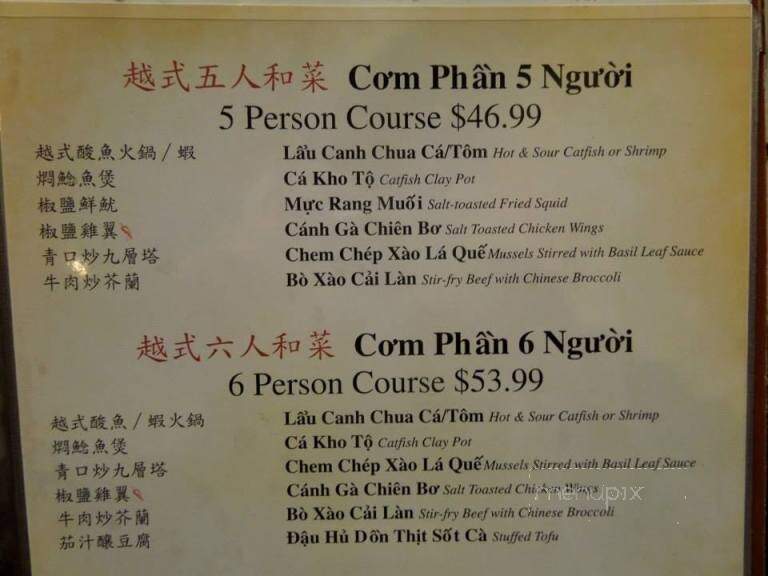 越式五人和菜 Cơm Phần 5 Người
5 Person Course $46.99
越式酸魚火鍋/蝦 Lẩu Canh Chua Cá/Tôm Hot & Sour Catfish or Shrimp
燜鯰魚煲 Cá Kho Tộ Catfish Clay Pot
椒鹽鮮魷 Mực Rang Muối Salt-toasted Fried Squid
椒鹽雞翼 Cánh Gà Chiên Bơ Salt Toasted Chicken Wings
青口炒九層塔 Chem Chép Xào Lá Quế Mussels Stirred with Basil Leaf Sauce
牛肉炒芥蘭 Bò Xào Cải Làn Stir-fry Beef with Chinese Broccoli
越式六人和菜 Cơm Phần 6 Người
6 Person Course $53.99
越式酸魚/蝦火鍋 Lẩu Canh Chua Cá/Tôm Hot & Sour Catfish or Shrimp
燜鯰魚煲 Cá Kho Tộ Catfish Clay Pot
青口炒九層塔 Chem Chép Xào Lá Quế Mussels Stirred with Basil Leaf Sauce
椒鹽雞翼 Cánh Gà Chiên Bơ Salt Toasted Chicken Wings
menupix
牛肉炒芥蘭 Bò Xào Cải Làn Stir-fry Beef with Chinese Broccoli
茄汁釀豆腐 Đậu Hủ Dồn Thịt Sốt Cà Stuffed Tofu